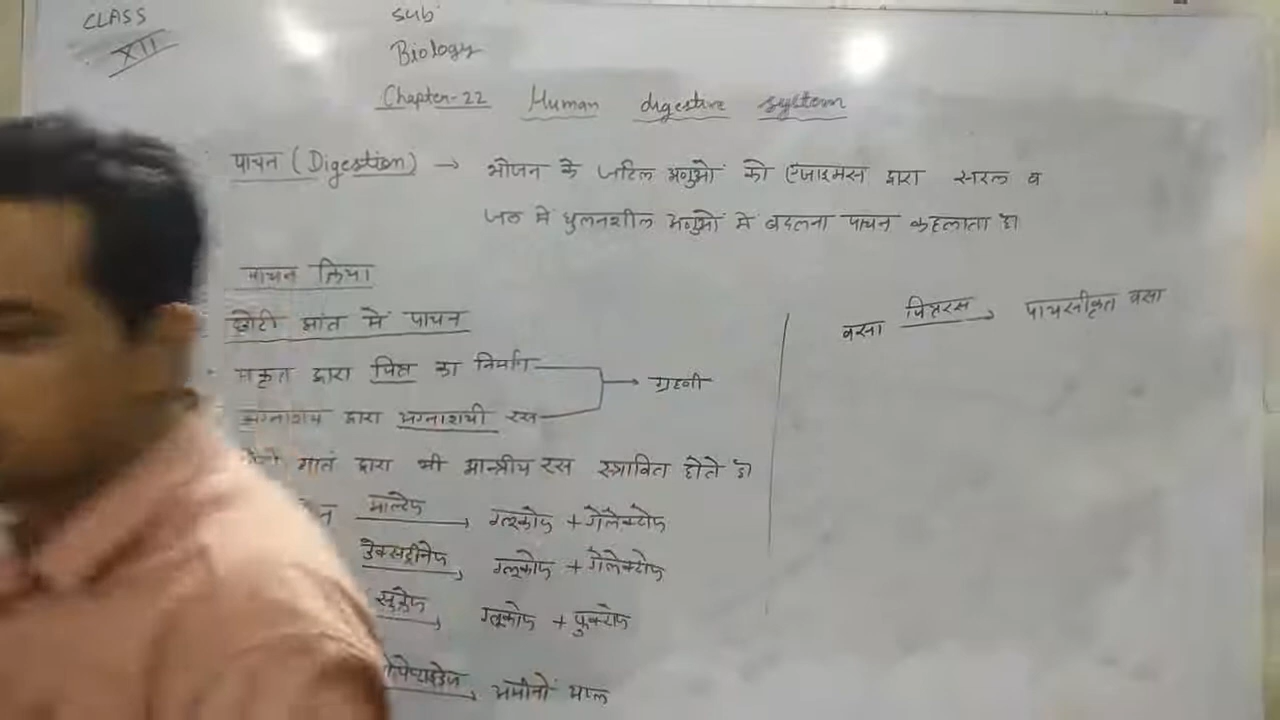 CLASS
XII
Sub
Biology
Chapter-22 Human digestive system
पाचन (Digestion) → भोजन के जटिल अणुओं को एंजाइमस द्वारा सरल व
जल में घुलनशील अणुओं में बदलना पाचन कहलाता है।
पाचन क्रिया
छोटी आंत में पाचन
यकृत द्वारा पित्त का निर्माण
→ ग्रहनी
अग्नाशय द्वारा अग्नाशयी रस
आंत द्वारा भी आन्त्रीय रस स्त्रावित होते है।
माल्टेज → ग्लूकोज + गैलेक्टोज
डेक्सट्रीनेज → ग्लूकोज + गैलेक्टोज
सुक्रेज → ग्लूकोज + फ्रुक्टोज
→ अमीनों अम्ल
वसा पित्तरस → पायसीकृत वसा